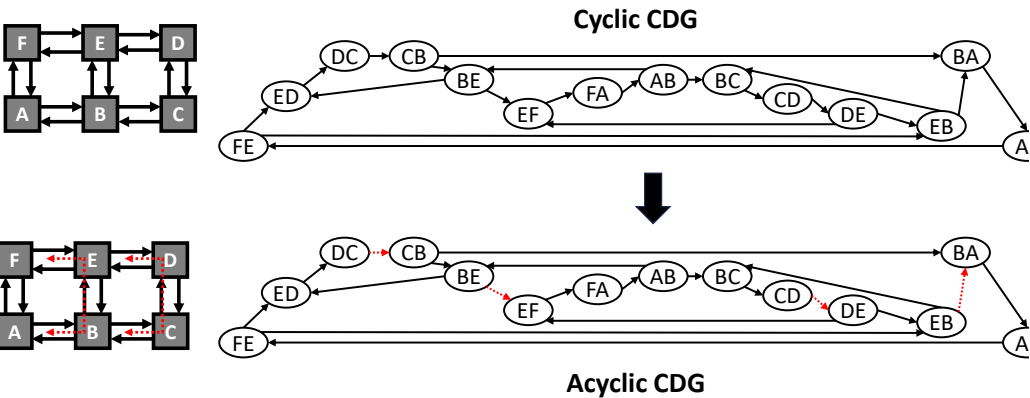 Cyclic CDG
F E D
A B C
DC CB BA
BE
ED FA AB BC
EF CD DE
EB
FE A
F E D
A B C
DC CB BA
BE
ED FA AB BC
EF CD DE
EB
FE A
Acyclic CDG